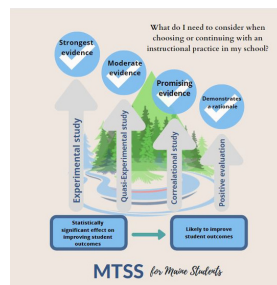 What do I need to consider when
choosing or continuing with an
instructional practice in my school?
Strongest
evidence
Moderate
evidence
Promising
evidence
Demonstrates
a rationale
Experimental study
Quasi-Experimental study
Correalational study
Positive evaluation
Statistically
significant effect on
improving student
outcomes
Likely to improve
student outcomes
MTSS for Maine Students